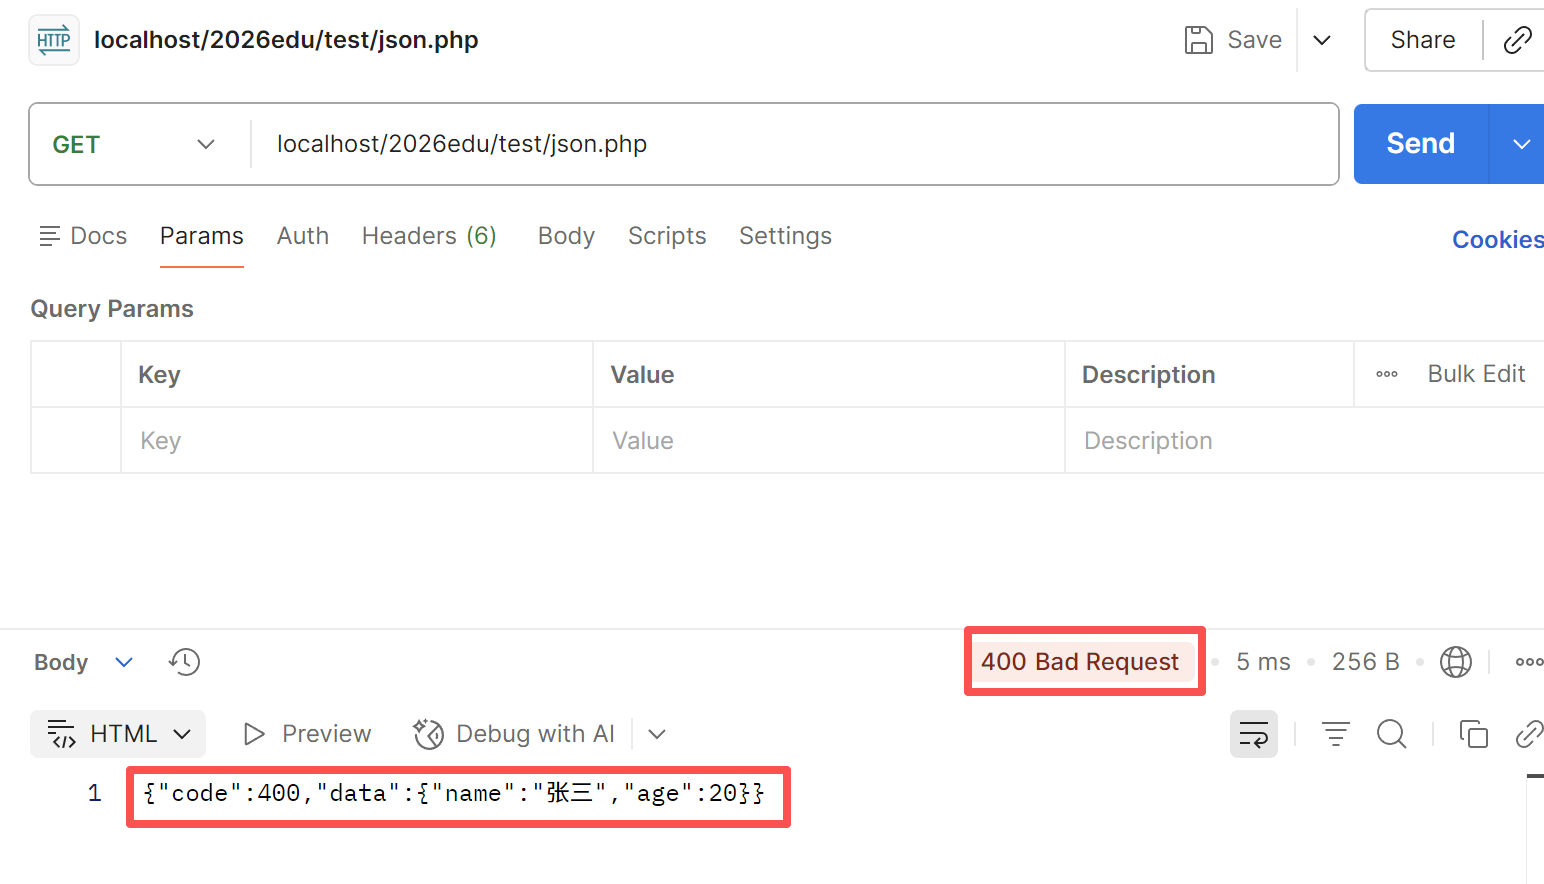 HTTP localhost/2026edu/test/json.php Save Share
GET localhost/2026edu/test/json.php Send
Docs Params Auth Headers (6) Body Scripts Settings Cookies
Query Params
Key Value Description Bulk Edit
Key Value Description
Body 400 Bad Request 5 ms 256 B
HTML Preview Debug with AI
1 {"code":400,"data":{"name":"张三","age":20}}